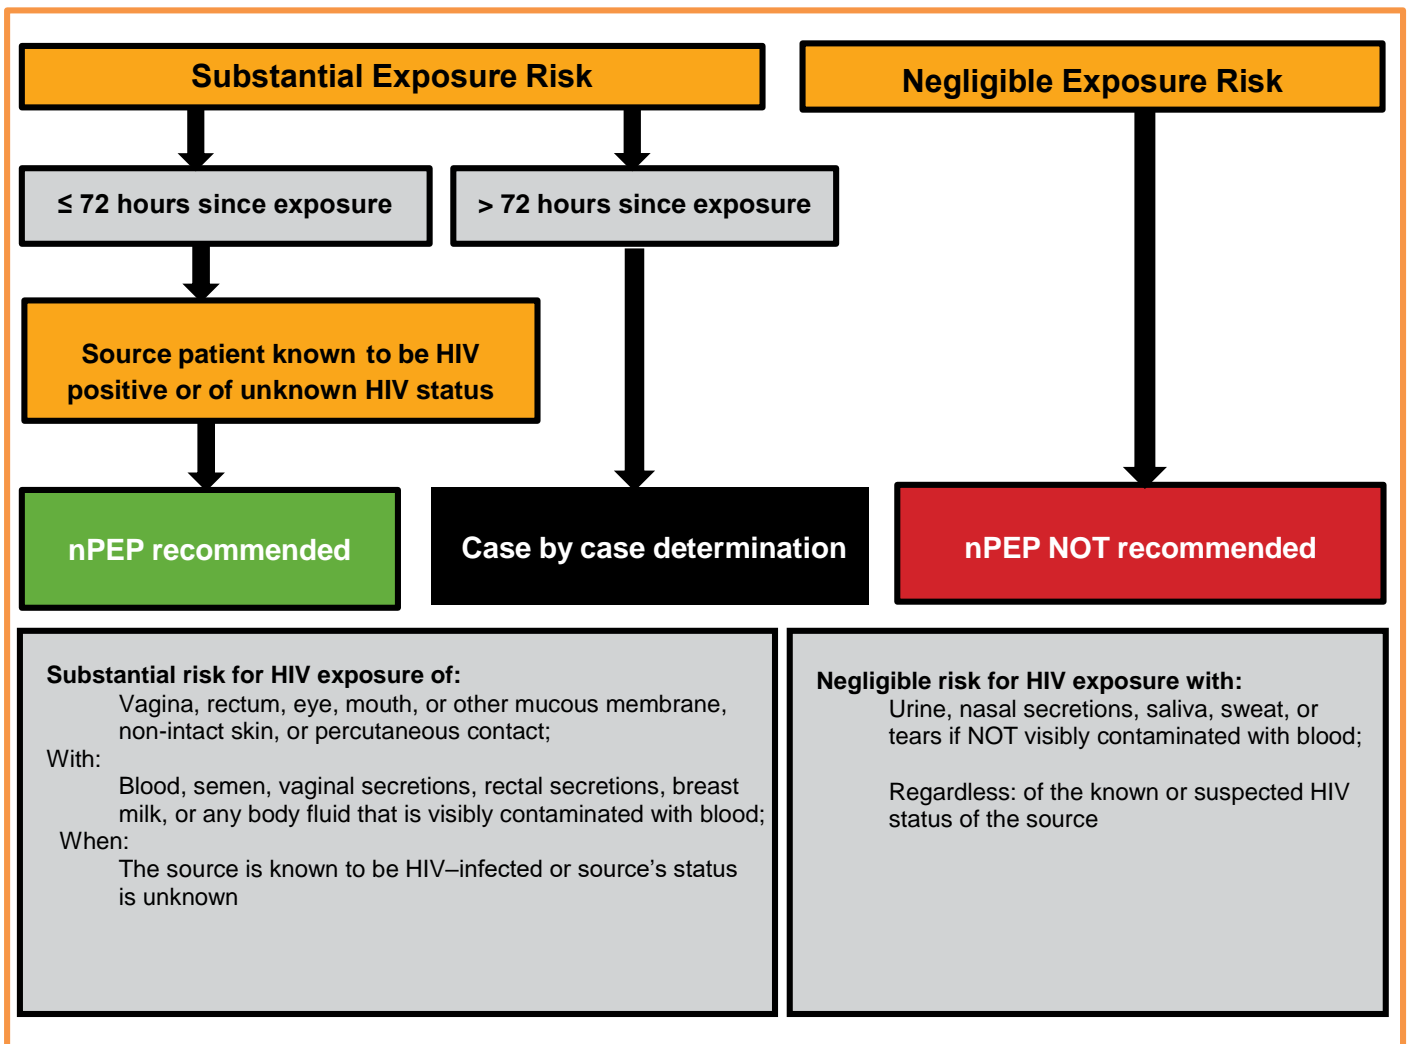 Substantial Exposure Risk
Negligible Exposure Risk
≤ 72 hours since exposure
> 72 hours since exposure
Source patient known to be HIV
positive or of unknown HIV status
nPEP recommended
Case by case determination
nPEP NOT recommended
Substantial risk for HIV exposure of:
Vagina, rectum, eye, mouth, or other mucous membrane,
non-intact skin, or percutaneous contact;
With:
Blood, semen, vaginal secretions, rectal secretions, breast
milk, or any body fluid that is visibly contaminated with blood;
When:
The source is known to be HIV–infected or source’s status
is unknown
Negligible risk for HIV exposure with:
Urine, nasal secretions, saliva, sweat, or
tears if NOT visibly contaminated with blood;
Regardless: of the known or suspected HIV
status of the source